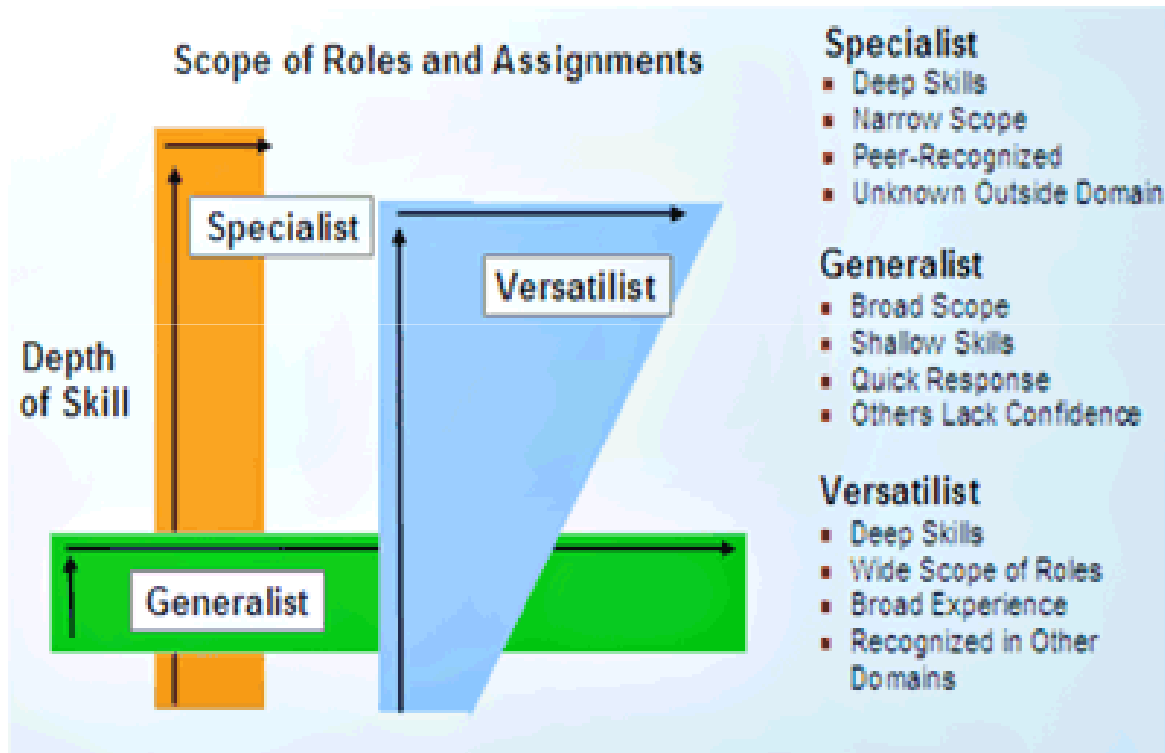 Scope of Roles and Assignments
Specialist
Versatilist
Depth
of Skill
Generalist
Specialist
Deep Skills
Narrow Scope
Peer-Recognized
Unknown Outside Domain
Generalist
Broad Scope
Shallow Skills
Quick Response
Others Lack Confidence
Versatilist
Deep Skills
Wide Scope of Roles
Broad Experience
Recognized in Other
Domains